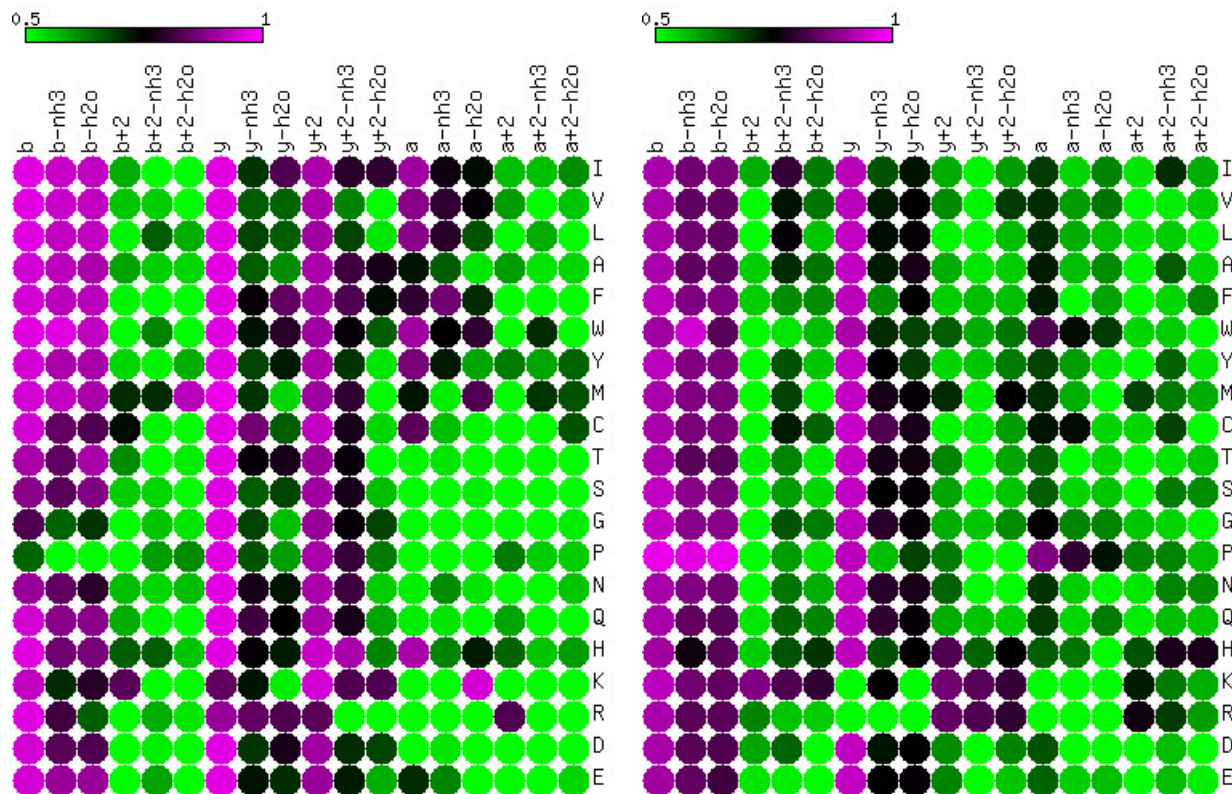 0.5 1 0.5 1
b b-nh3 b-h2o b+2 b+2-nh3 b+2-h2o y y-nh3 y-h2o y+2 y+2-nh3 y+2-h2o a a-nh3 a-h2o a+2 a+2-nh3 a+2-h2o b b-nh3 b-h2o b+2 b+2-nh3 b+2-h2o y y-nh3 y-h2o y+2 y+2-nh3 y+2-h2o a a-nh3 a-h2o a+2 a+2-nh3 a+2-h2o
I I
V V
L L
A A
F F
W W
Y Y
M M
C C
T T
S S
G G
P P
N N
Q Q
H H
K K
R R
D D
E E